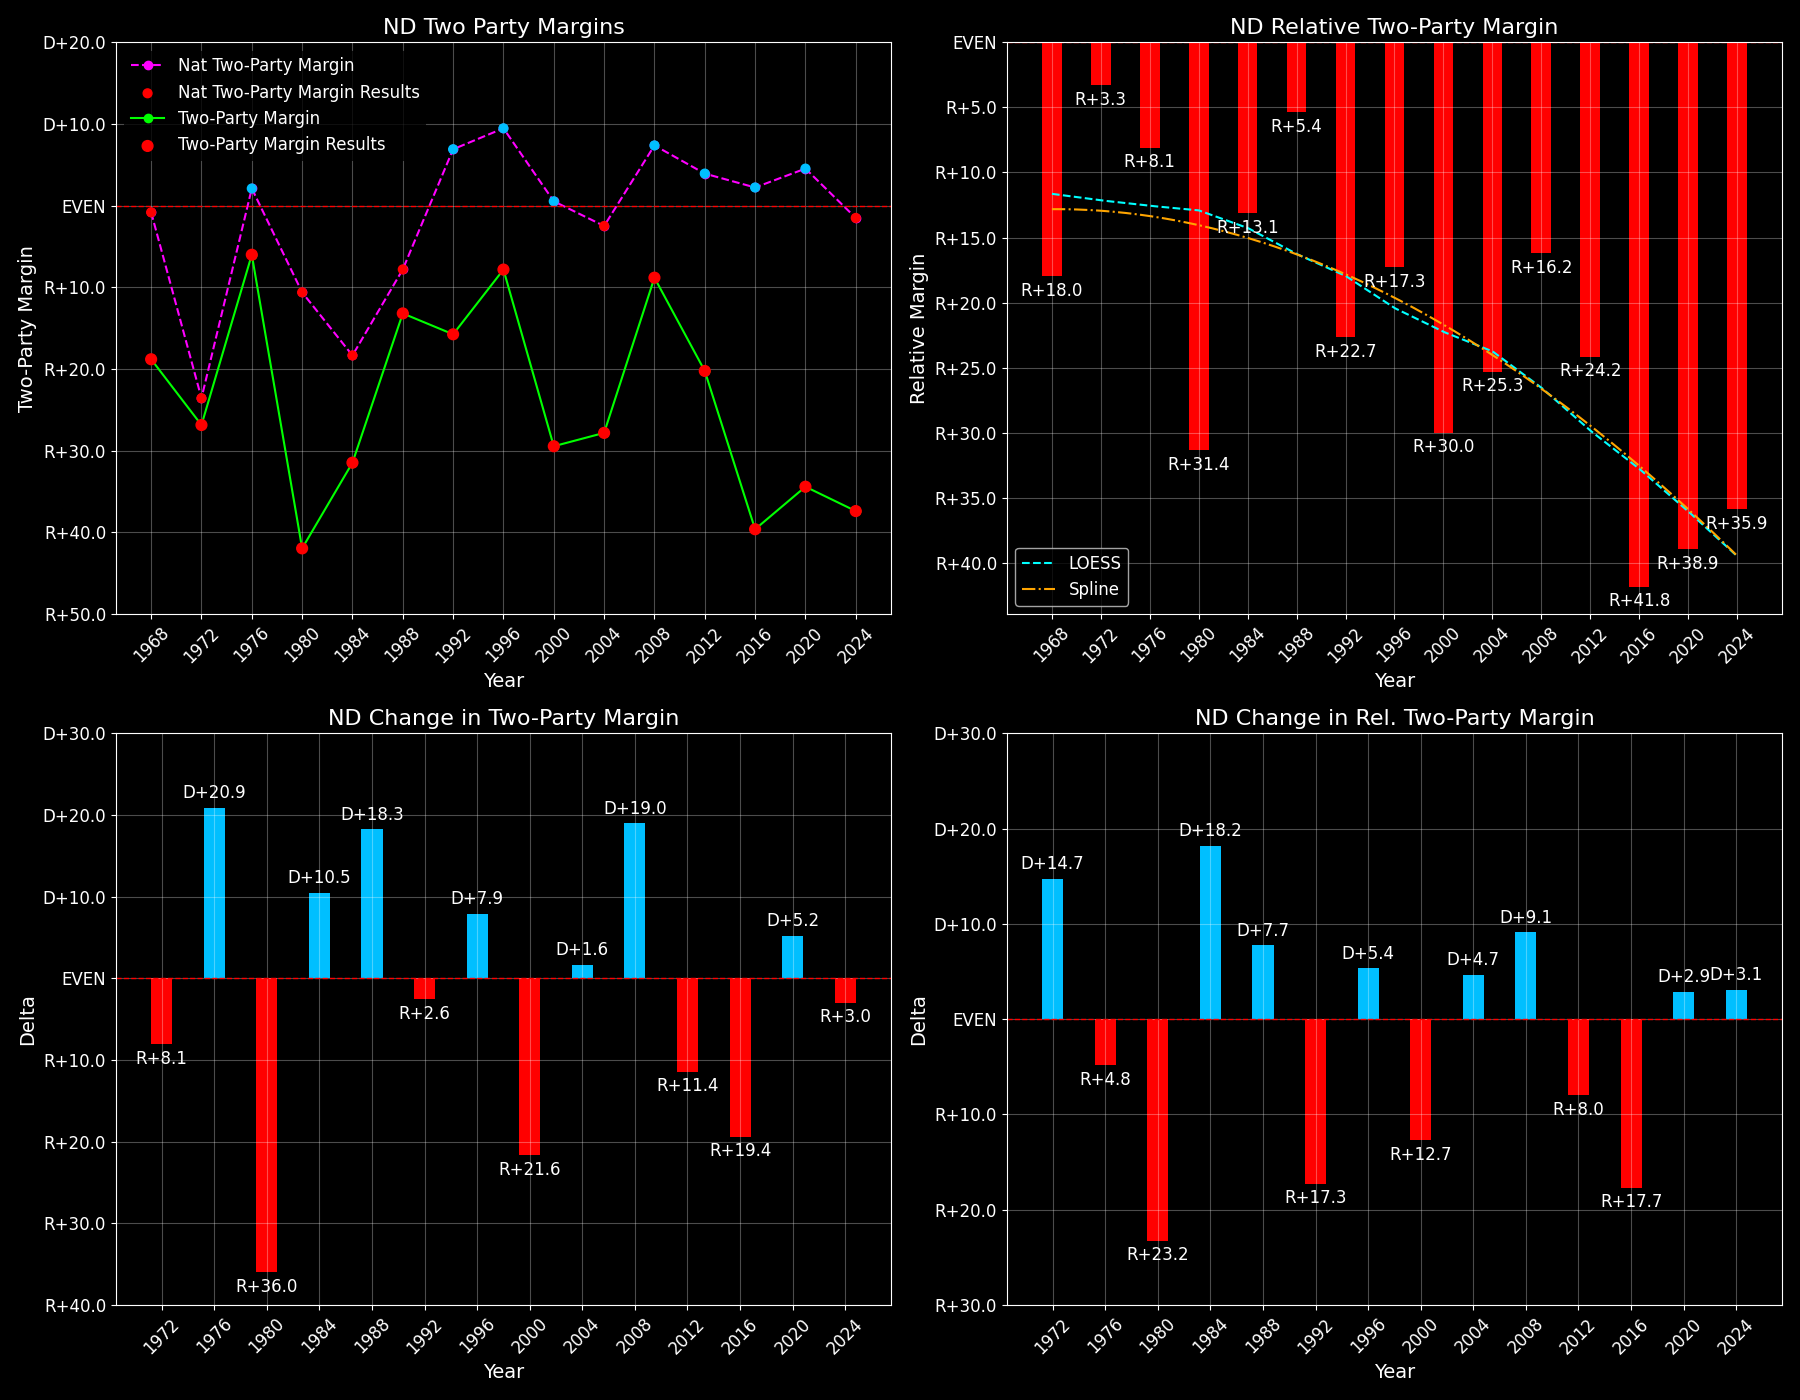 ND Two Party Margins
D+20.0
D+10.0
EVEN
R+10.0
R+20.0
R+30.0
R+40.0
R+50.0
Two-Party Margin
Nat Two-Party Margin
Nat Two-Party Margin Results
Two-Party Margin
Two-Party Margin Results
1968
1972
1976
1980
1984
1988
1992
1996
2000
2004
2008
2012
2016
2020
2024
Year
ND Relative Two-Party Margin
EVEN
R+5.0
R+10.0
R+15.0
R+20.0
R+25.0
R+30.0
R+35.0
R+40.0
Relative Margin
R+18.0
R+3.3
R+8.1
R+31.4
R+13.1
R+5.4
R+22.7
R+17.3
R+30.0
R+25.3
R+16.2
R+24.2
R+41.8
R+38.9
R+35.9
LOESS
Spline
1968
1972
1976
1980
1984
1988
1992
1996
2000
2004
2008
2012
2016
2020
2024
Year
ND Change in Two-Party Margin
D+30.0
D+20.0
D+10.0
EVEN
R+10.0
R+20.0
R+30.0
R+40.0
Delta
R+8.1
D+20.9
R+36.0
D+10.5
D+18.3
R+2.6
D+7.9
R+21.6
D+1.6
D+19.0
R+11.4
R+19.4
D+5.2
R+3.0
1972
1976
1980
1984
1988
1992
1996
2000
2004
2008
2012
2016
2020
2024
Year
ND Change in Rel. Two-Party Margin
D+30.0
D+20.0
D+10.0
EVEN
R+10.0
R+20.0
R+30.0
Delta
D+14.7
R+4.8
R+23.2
D+18.2
D+7.7
R+17.3
D+5.4
R+12.7
D+4.7
D+9.1
R+8.0
R+17.7
D+2.9
D+3.1
1972
1976
1980
1984
1988
1992
1996
2000
2004
2008
2012
2016
2020
2024
Year